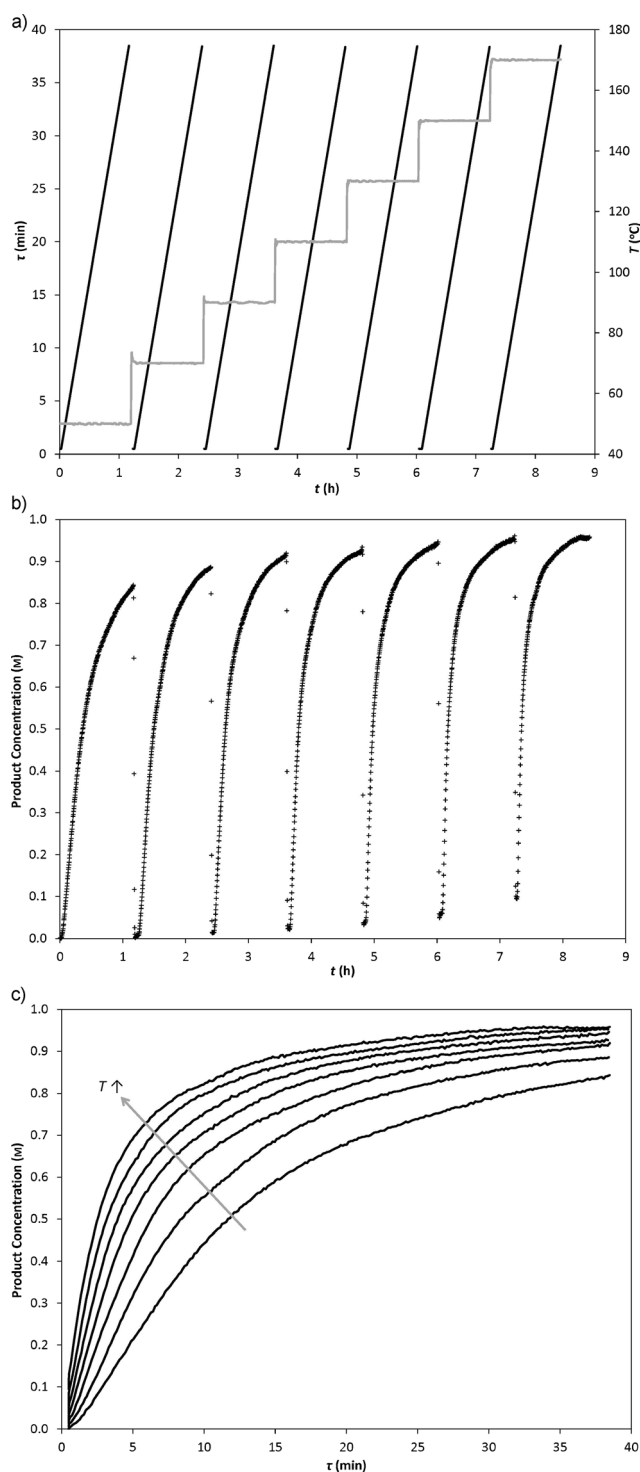 a)
40 180
35 160
30 140
25 120
20
15 100
10 80
5 60
0 40
0 1 2 3 4 5 6 7 8 9
τ (min)
T (°C)
t (h)
b)
1.0
0.9
0.8
0.7
0.6
0.5
0.4
0.3
0.2
0.1
0.0
0 1 2 3 4 5 6 7 8 9
Product Concentration (M)
t (h)
c)
1.0
0.9
0.8
0.7
0.6
0.5
0.4
0.3
0.2
0.1
0.0
0 5 10 15 20 25 30 35 40
Product Concentration (M)
T ↑
τ (min)